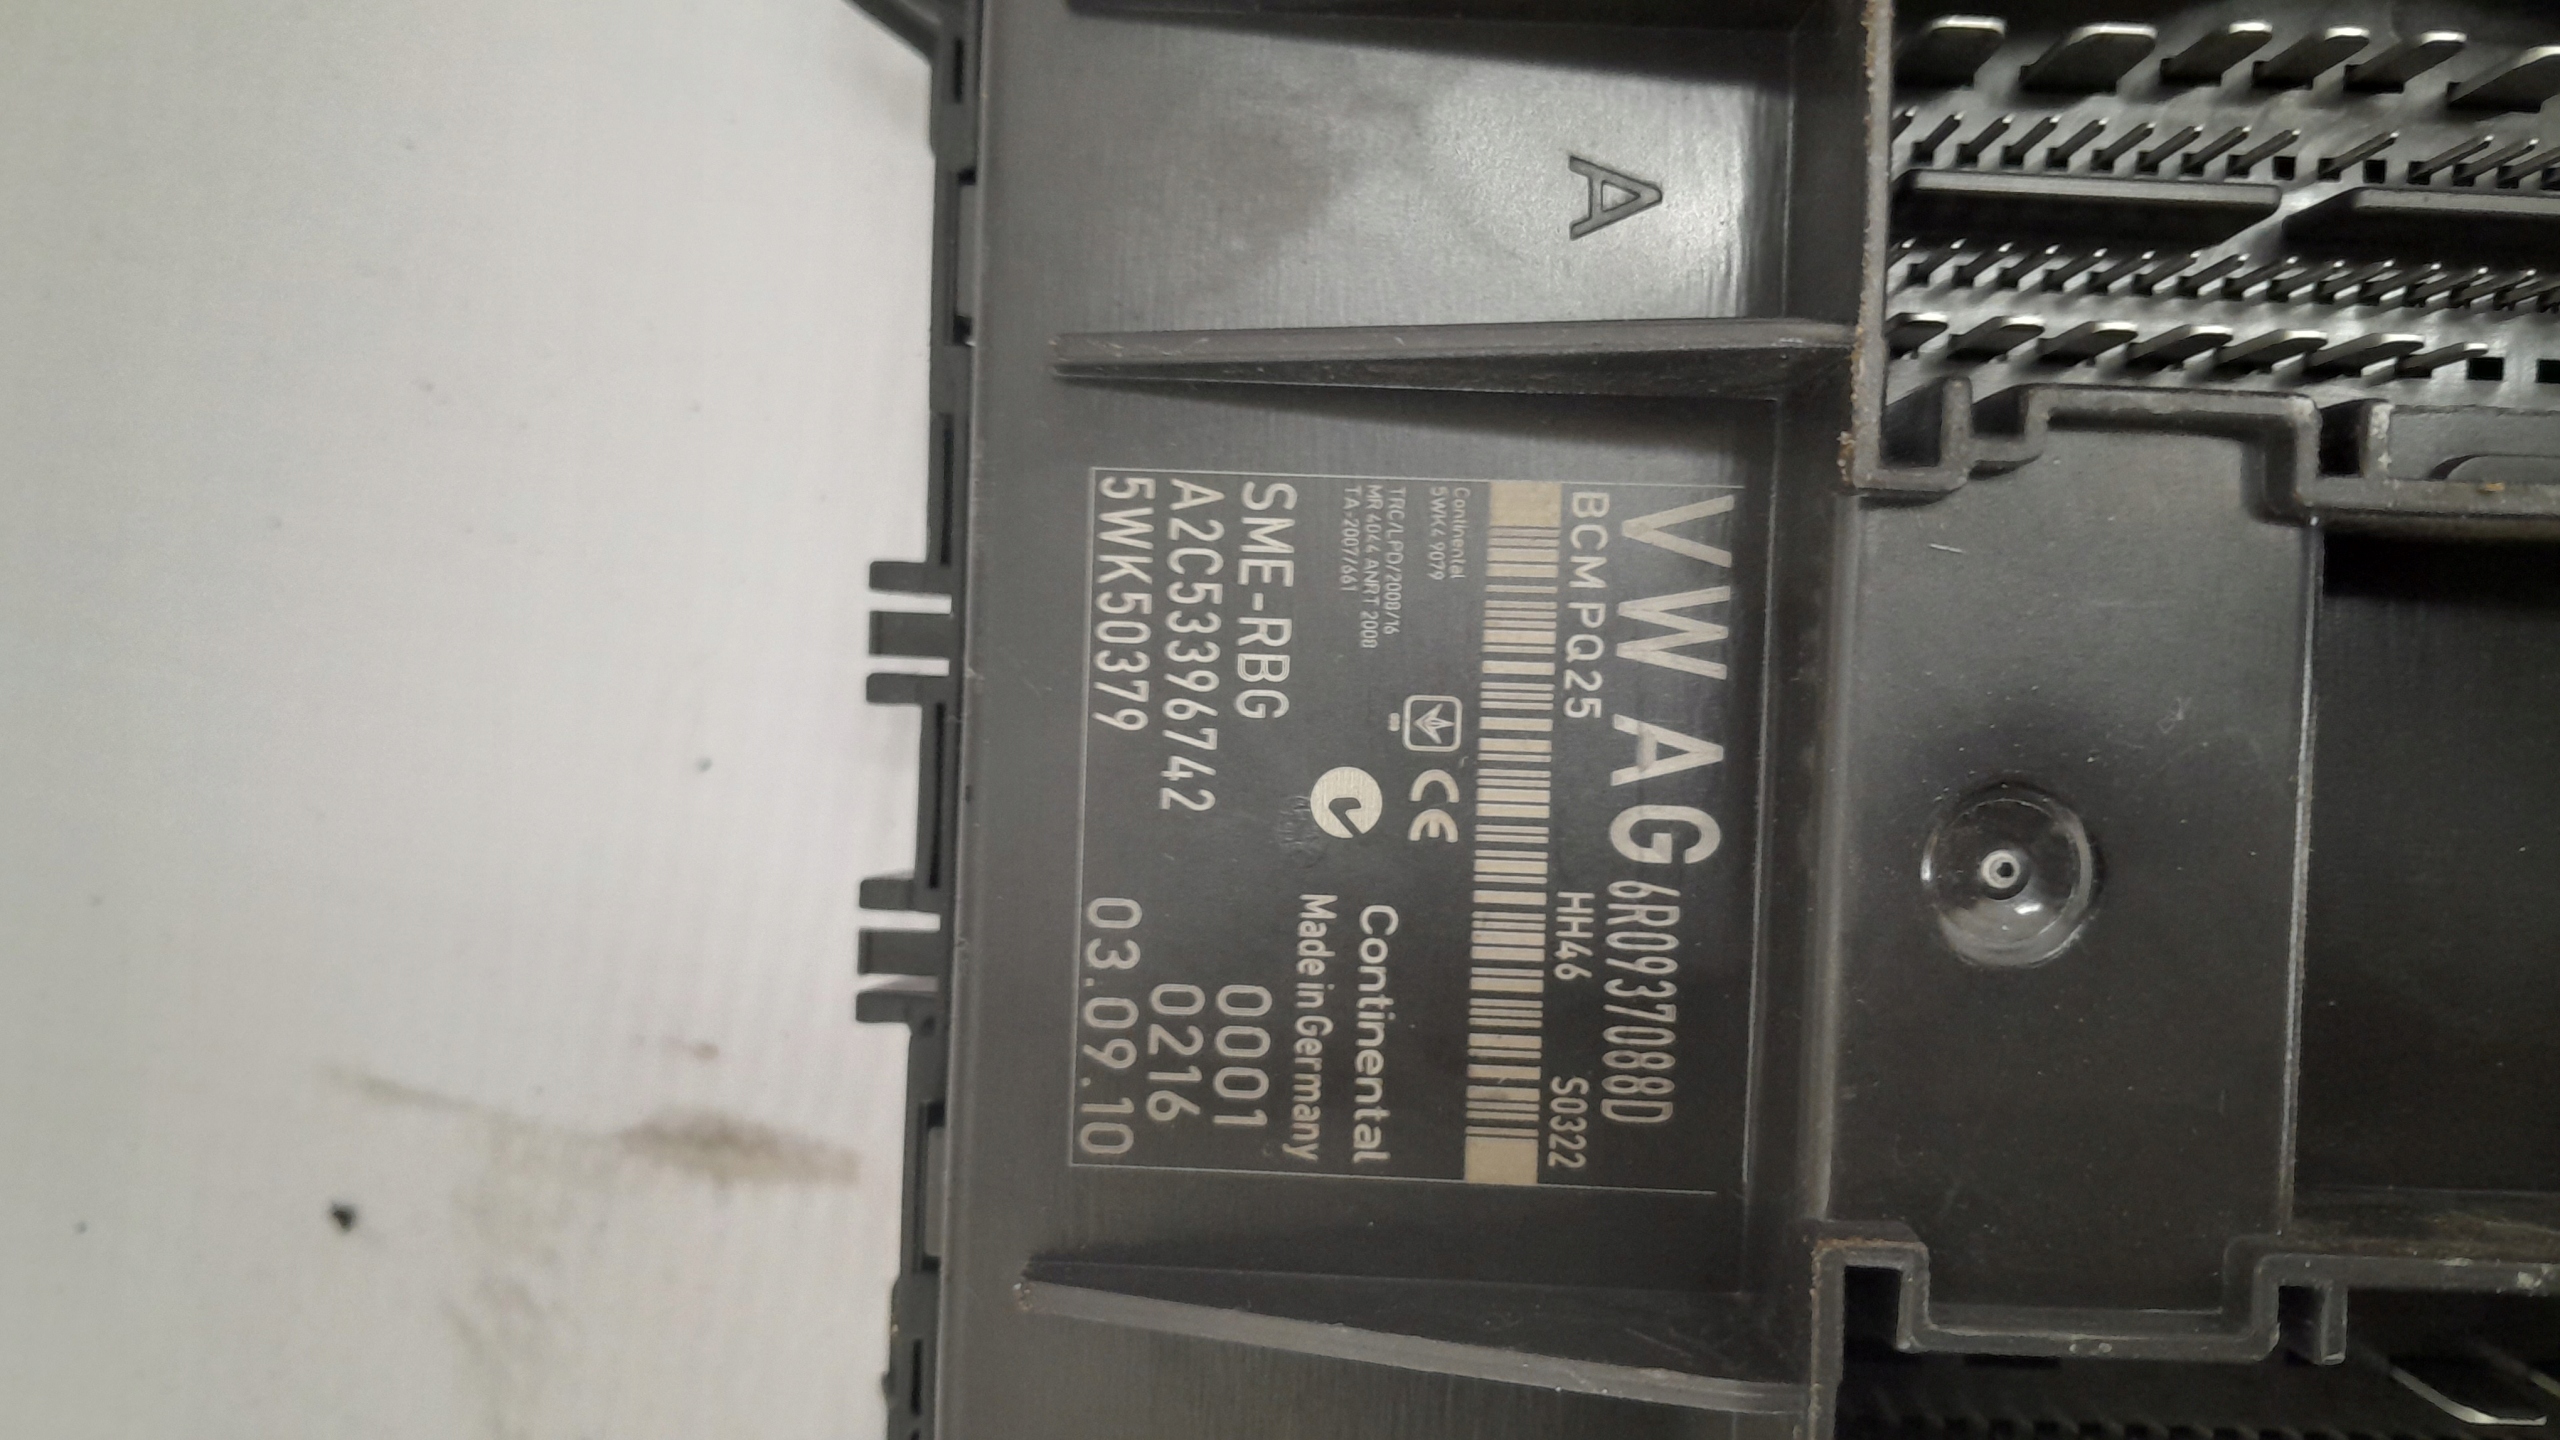 A
VW AG 6R0937088D
BCM PQ25 HH46 S0322
Continental
5WK4 9079
TRC/LPD/2008/16
MR 4044 ANRT 2008
TA-2007/661
CE
Continental
Made in Germany
SME-RBG 0001
A2C53396742 0216
5WK50379 03.09.10